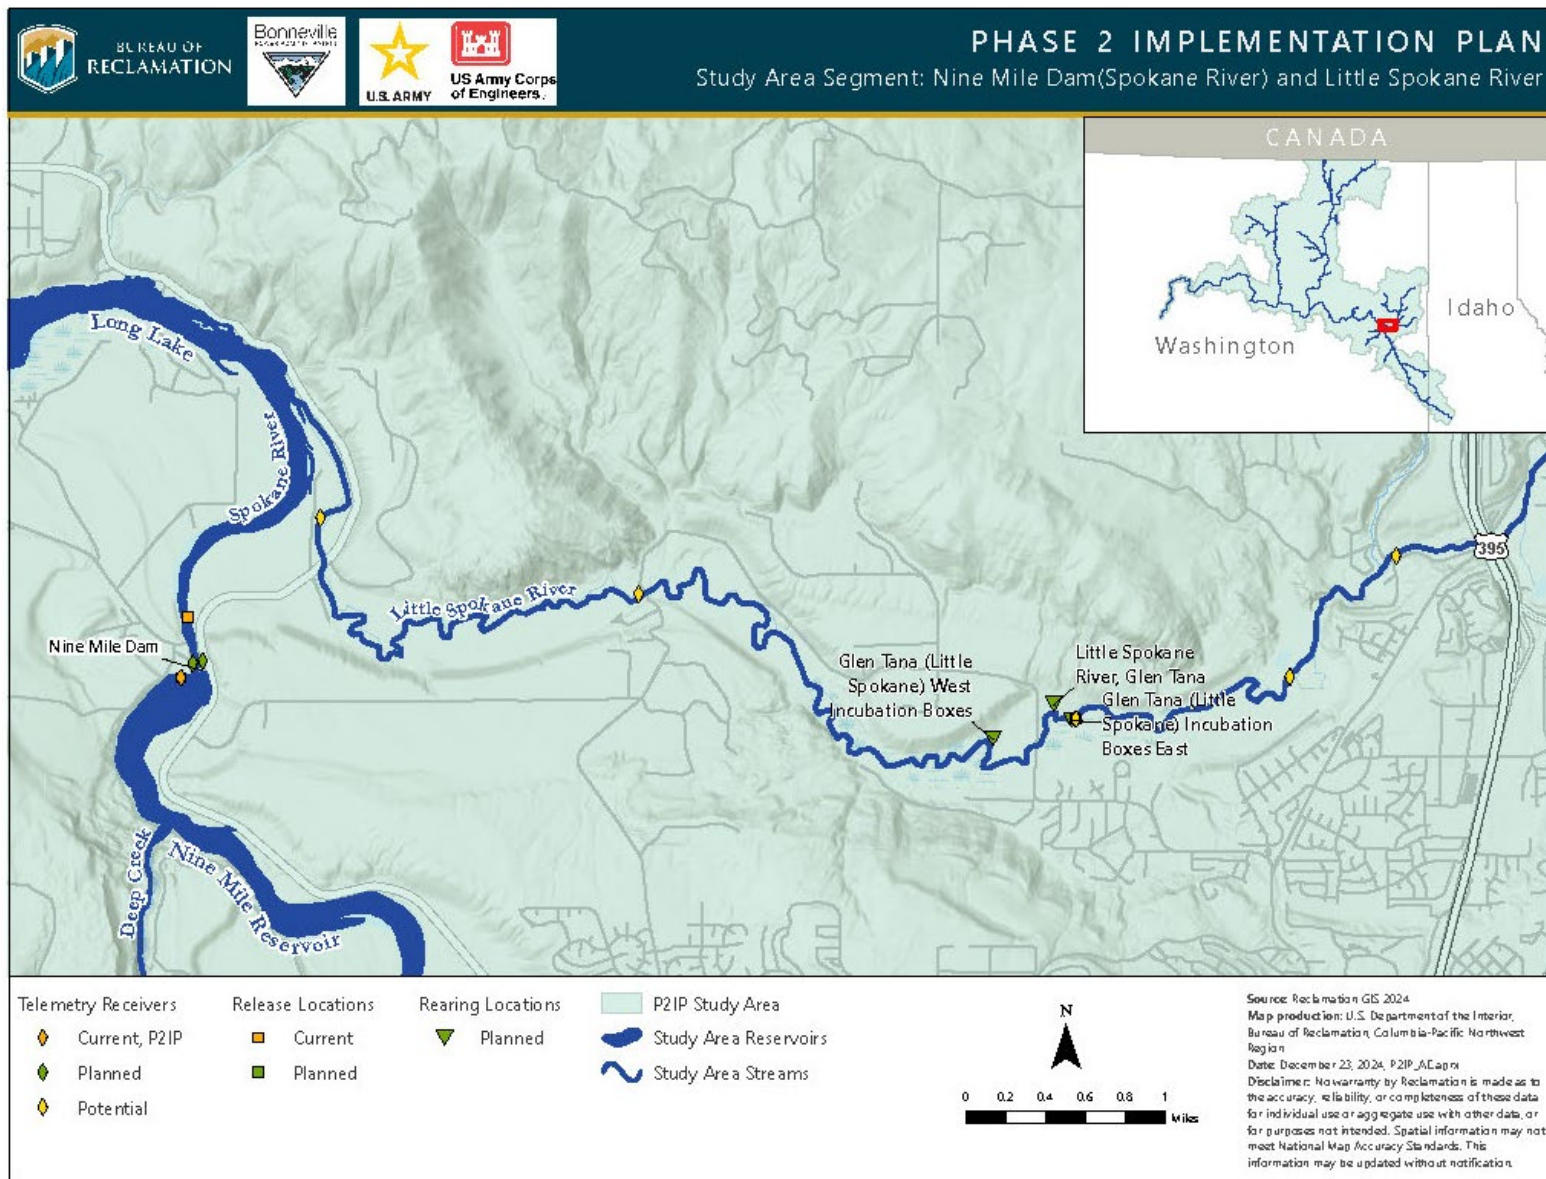 BUREAU OF
RECLAMATION
Bonneville
U.S. ARMY
US Army Corps
of Engineers.
PHASE 2 IMPLEMENTATION PLAN
Study Area Segment: Nine Mile Dam(Spokane River) and Little Spokane River
CANADA
Washington
Idaho
Long Lake
Spokane River
Little Spokane River
395
Nine Mile Dam
Glen Tana (Little
Spokane) West
Incubation Boxes
Little Spokane
River, Glen Tana
Glen Tana (Little
Spokane) Incubation
Boxes East
Deep Creek
Nine Mile Reservoir
Telemetry Receivers
Current, P2IP
Planned
Potential
Release Locations
Current
Planned
Rearing Locations
Planned
P2IP Study Area
Study Area Reservoirs
Study Area Streams
N
0 0.2 0.4 0.6 0.8 1
Miles
Source: Reclamation GIS 2024
Map production: U.S. Department of the Interior,
Bureau of Reclamation, Columbia-Pacific Northwest
Region
Date: December 23, 2024, P2IP_AE.aprx
Disclaimer: No warranty by Reclamation is made as to
the accuracy, reliability, or completeness of these data
for individual use or aggregate use with other data, or
for purposes not intended. Spatial information may not
meet National Map Accuracy Standards. This
information may be updated without notification.